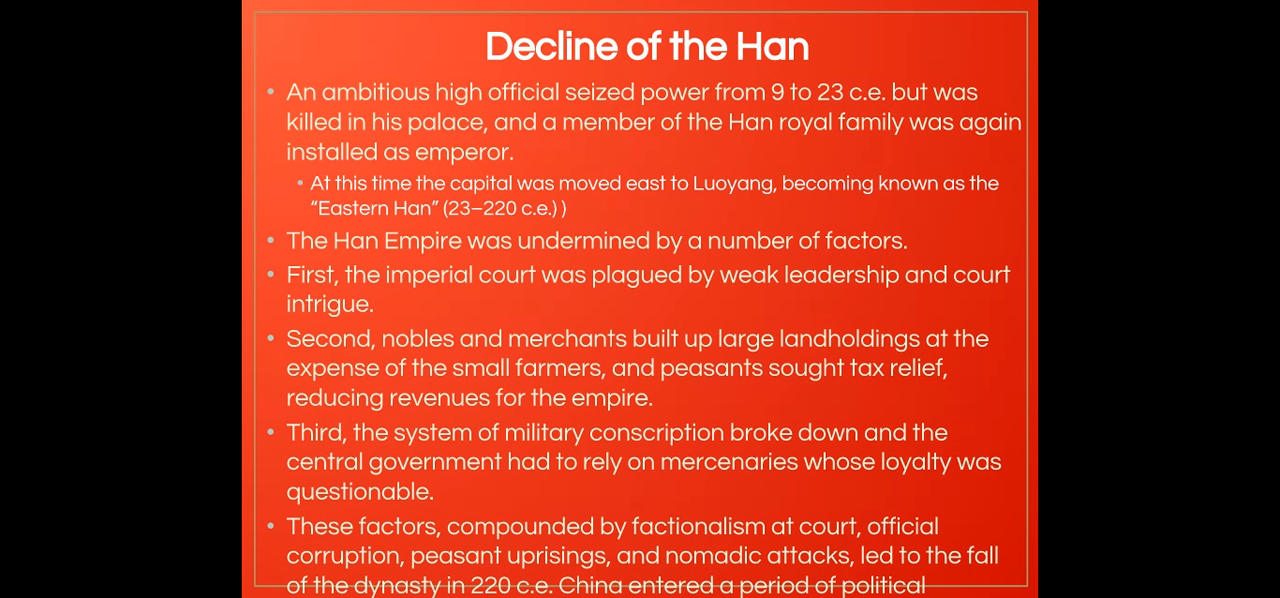 Decline of the Han
• An ambitious high official seized power from 9 to 23 c.e. but was
killed in his palace, and a member of the Han royal family was again
installed as emperor.
• At this time the capital was moved east to Luoyang, becoming known as the
“Eastern Han” (23–220 c.e.) )
• The Han Empire was undermined by a number of factors.
• First, the imperial court was plagued by weak leadership and court
intrigue.
• Second, nobles and merchants built up large landholdings at the
expense of the small farmers, and peasants sought tax relief,
reducing revenues for the empire.
• Third, the system of military conscription broke down and the
central government had to rely on mercenaries whose loyalty was
questionable.
• These factors, compounded by factionalism at court, official
corruption, peasant uprisings, and nomadic attacks, led to the fall
of the dynasty in 220 c.e. China entered a period of political